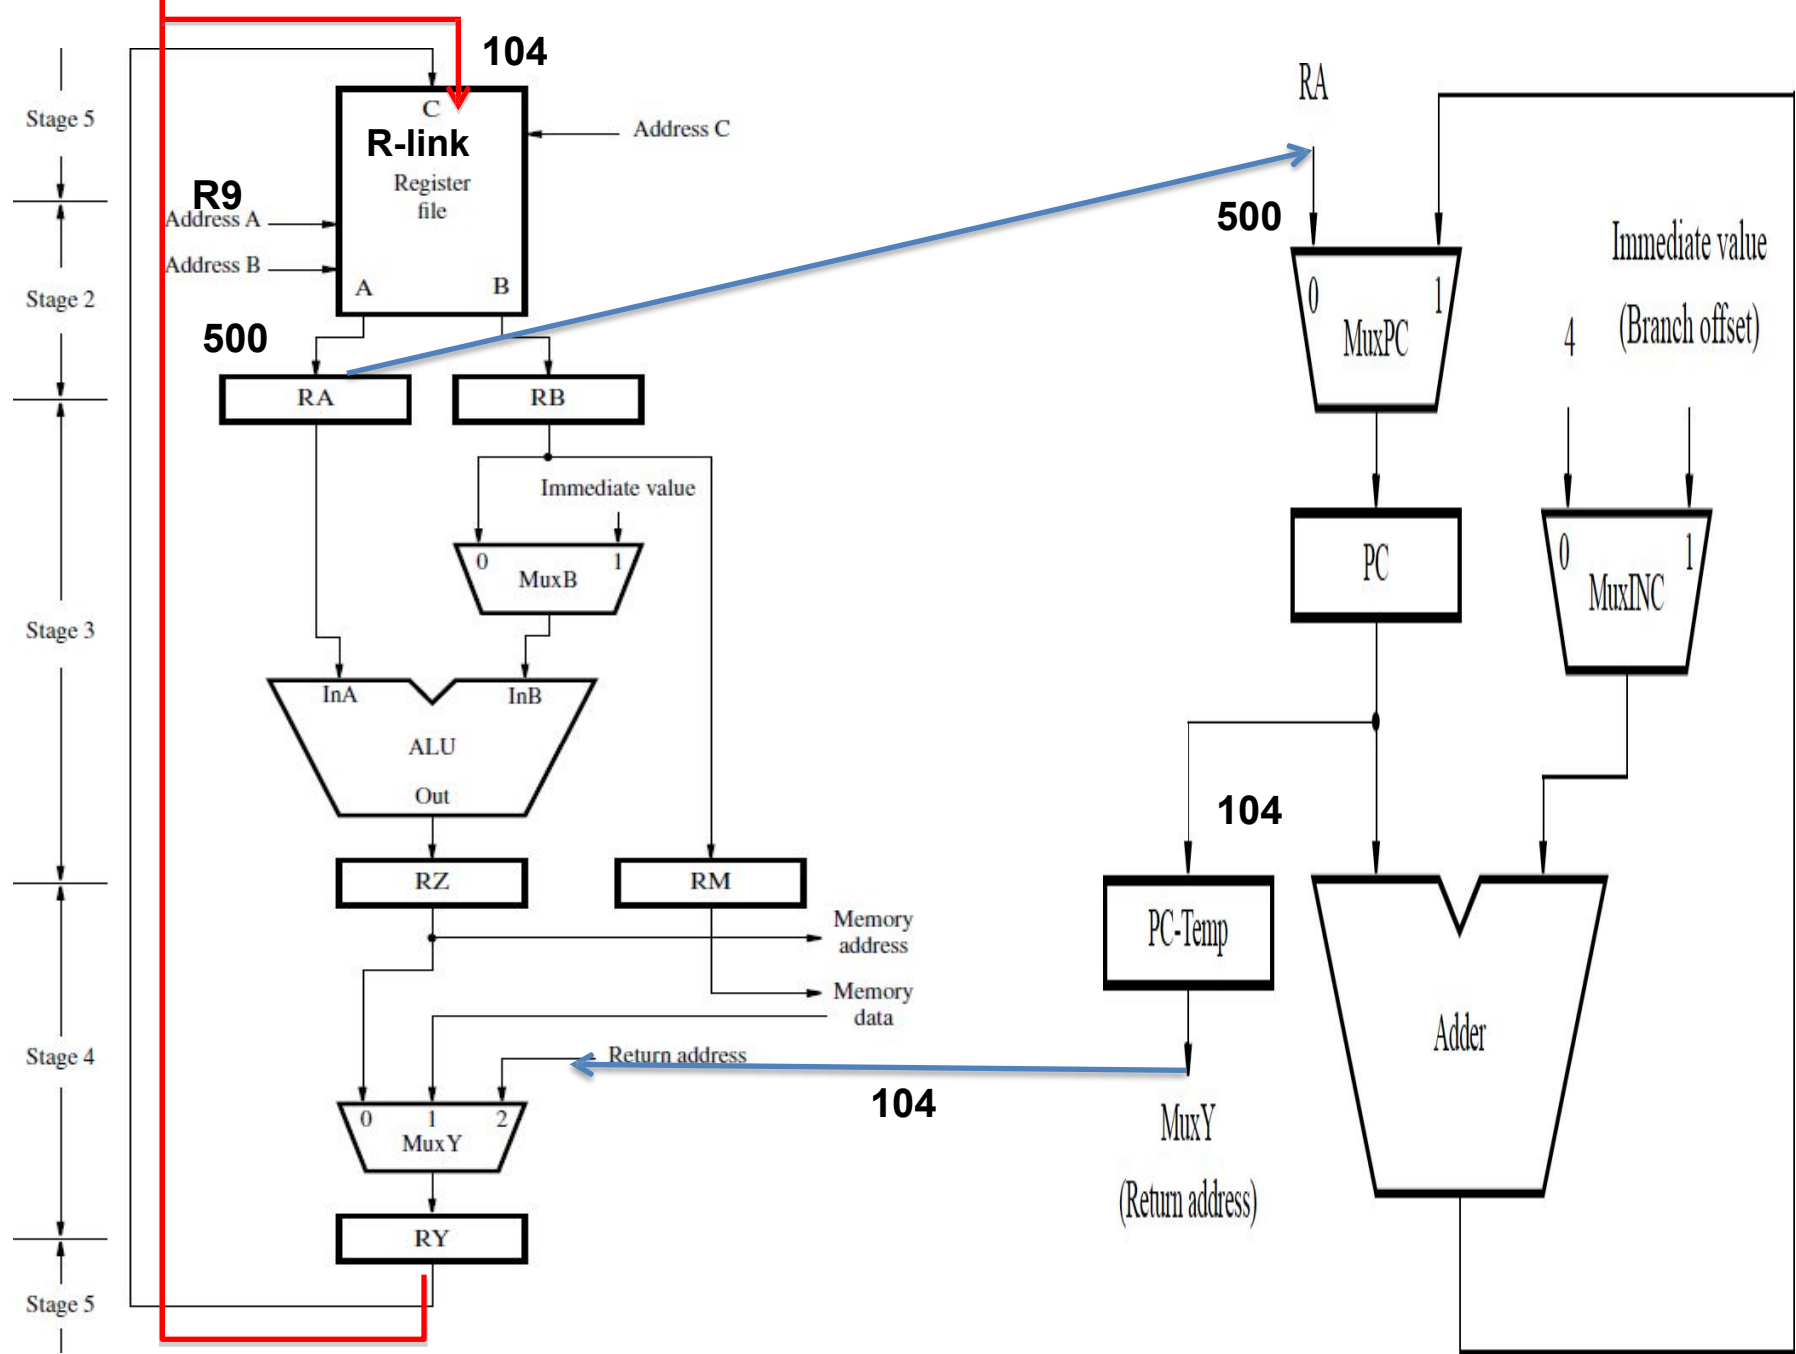 104
Stage 5
C
Address C
R-link
R9
Register
file
Address A
Address B
A
B
Stage 2
500
RA
RB
Immediate value
0
1
MuxB
Stage 3
InA
InB
ALU
Out
RZ
RM
Memory
address
Memory
data
Return address
Stage 4
0
1
2
MuxY
RY
Stage 5
104
RA
500
0
1
MuxPC
4
Immediate value
(Branch offset)
PC
0
1
MuxINC
104
PC-Temp
Adder
MuxY
(Return address)